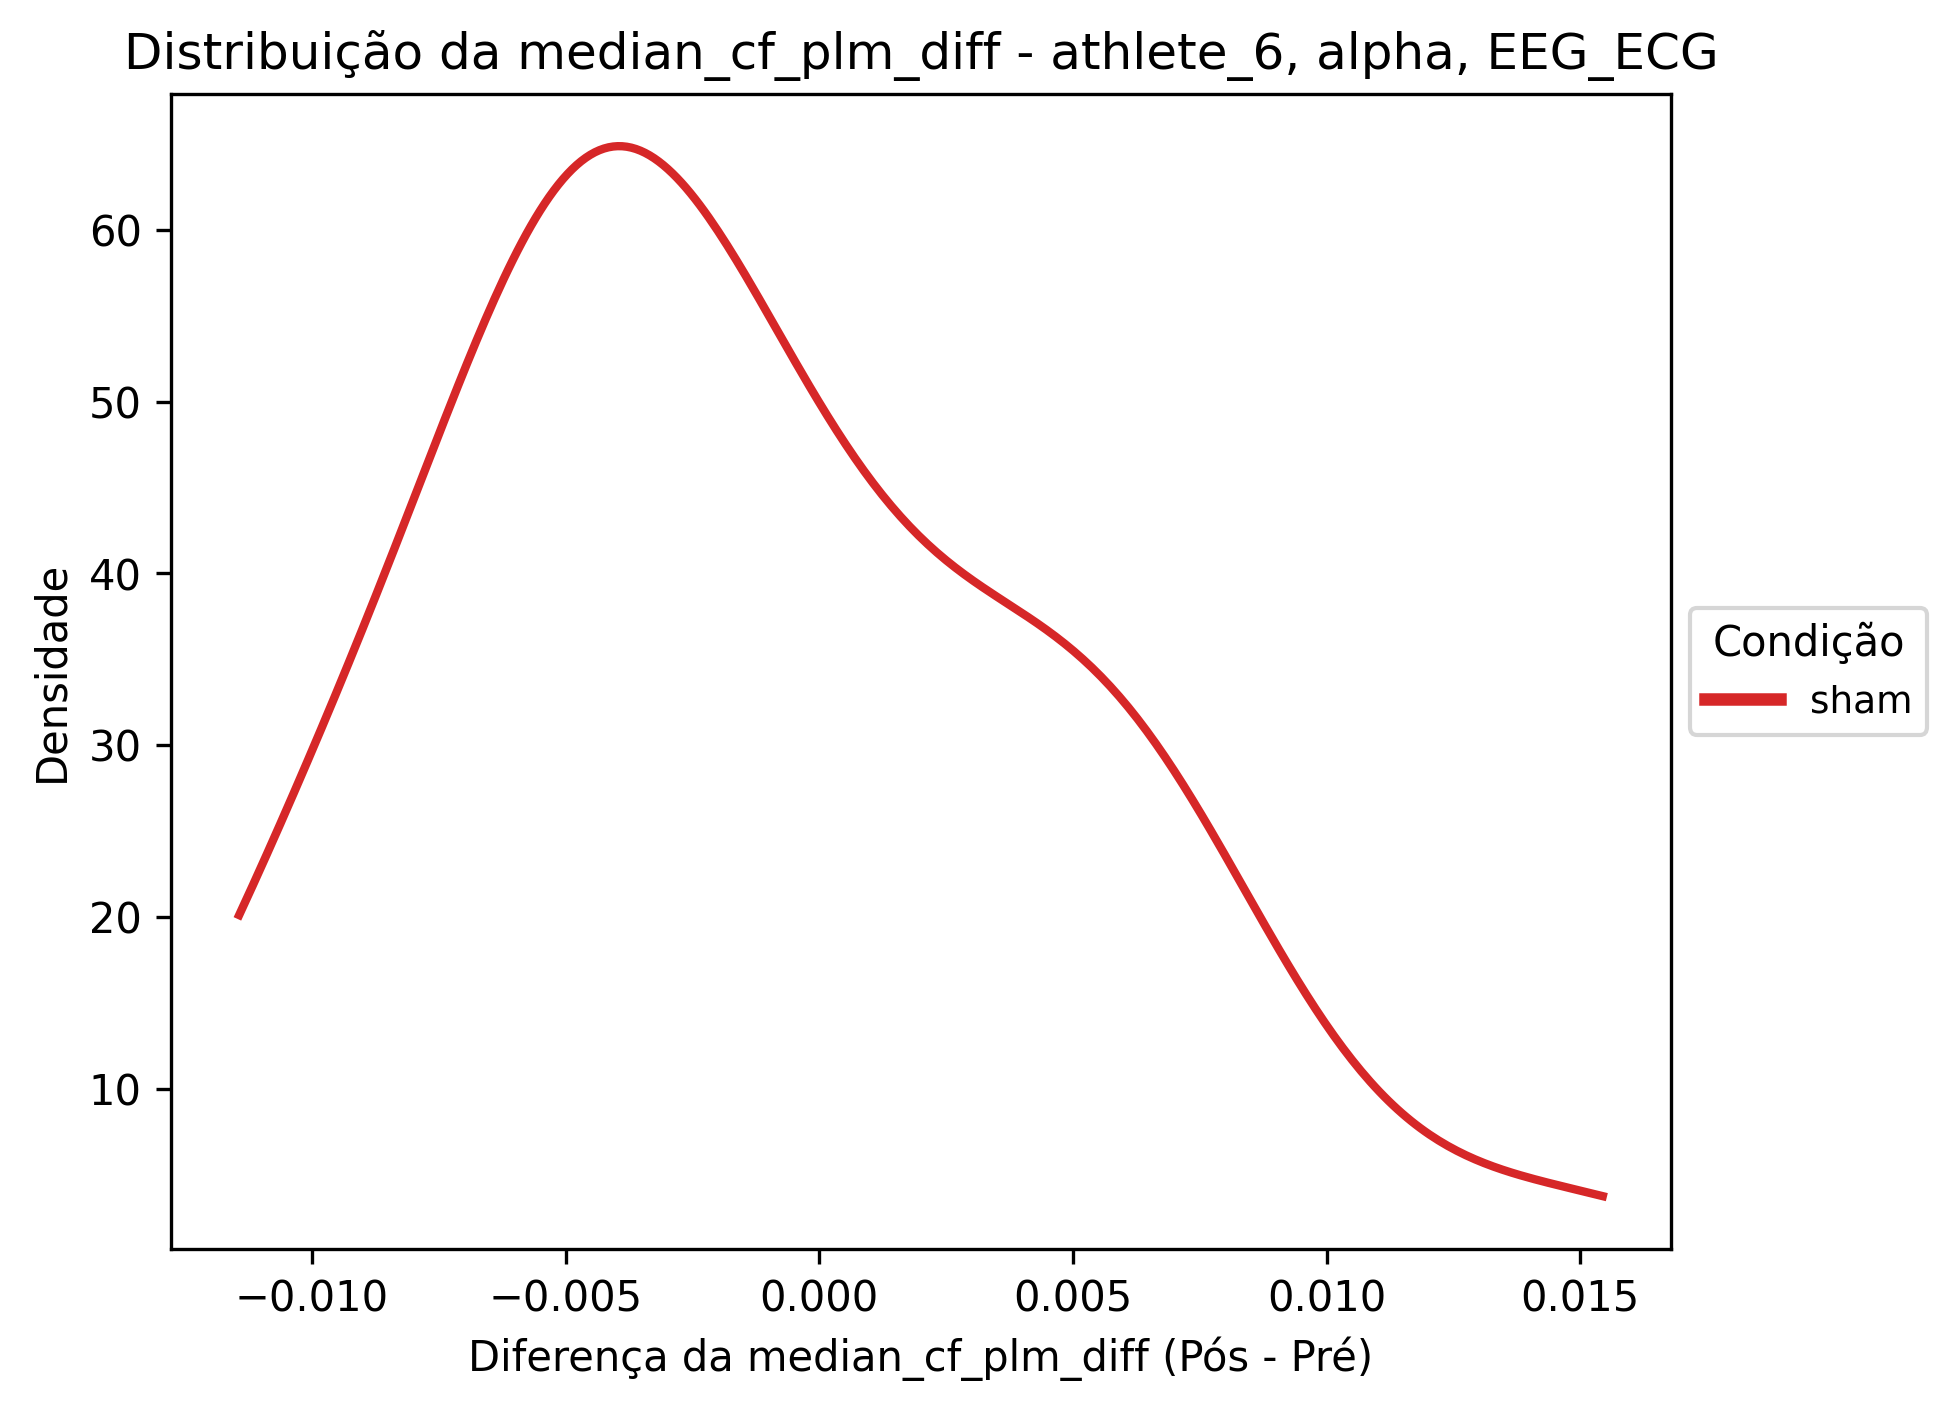 Distribuição da median_cf_plm_diff - athlete_6, alpha, EEG_ECG
Densidade
60
50
40
30
20
10
−0.010
−0.005
0.000
0.005
0.010
0.015
Diferença da median_cf_plm_diff (Pós - Pré)
Condição
sham